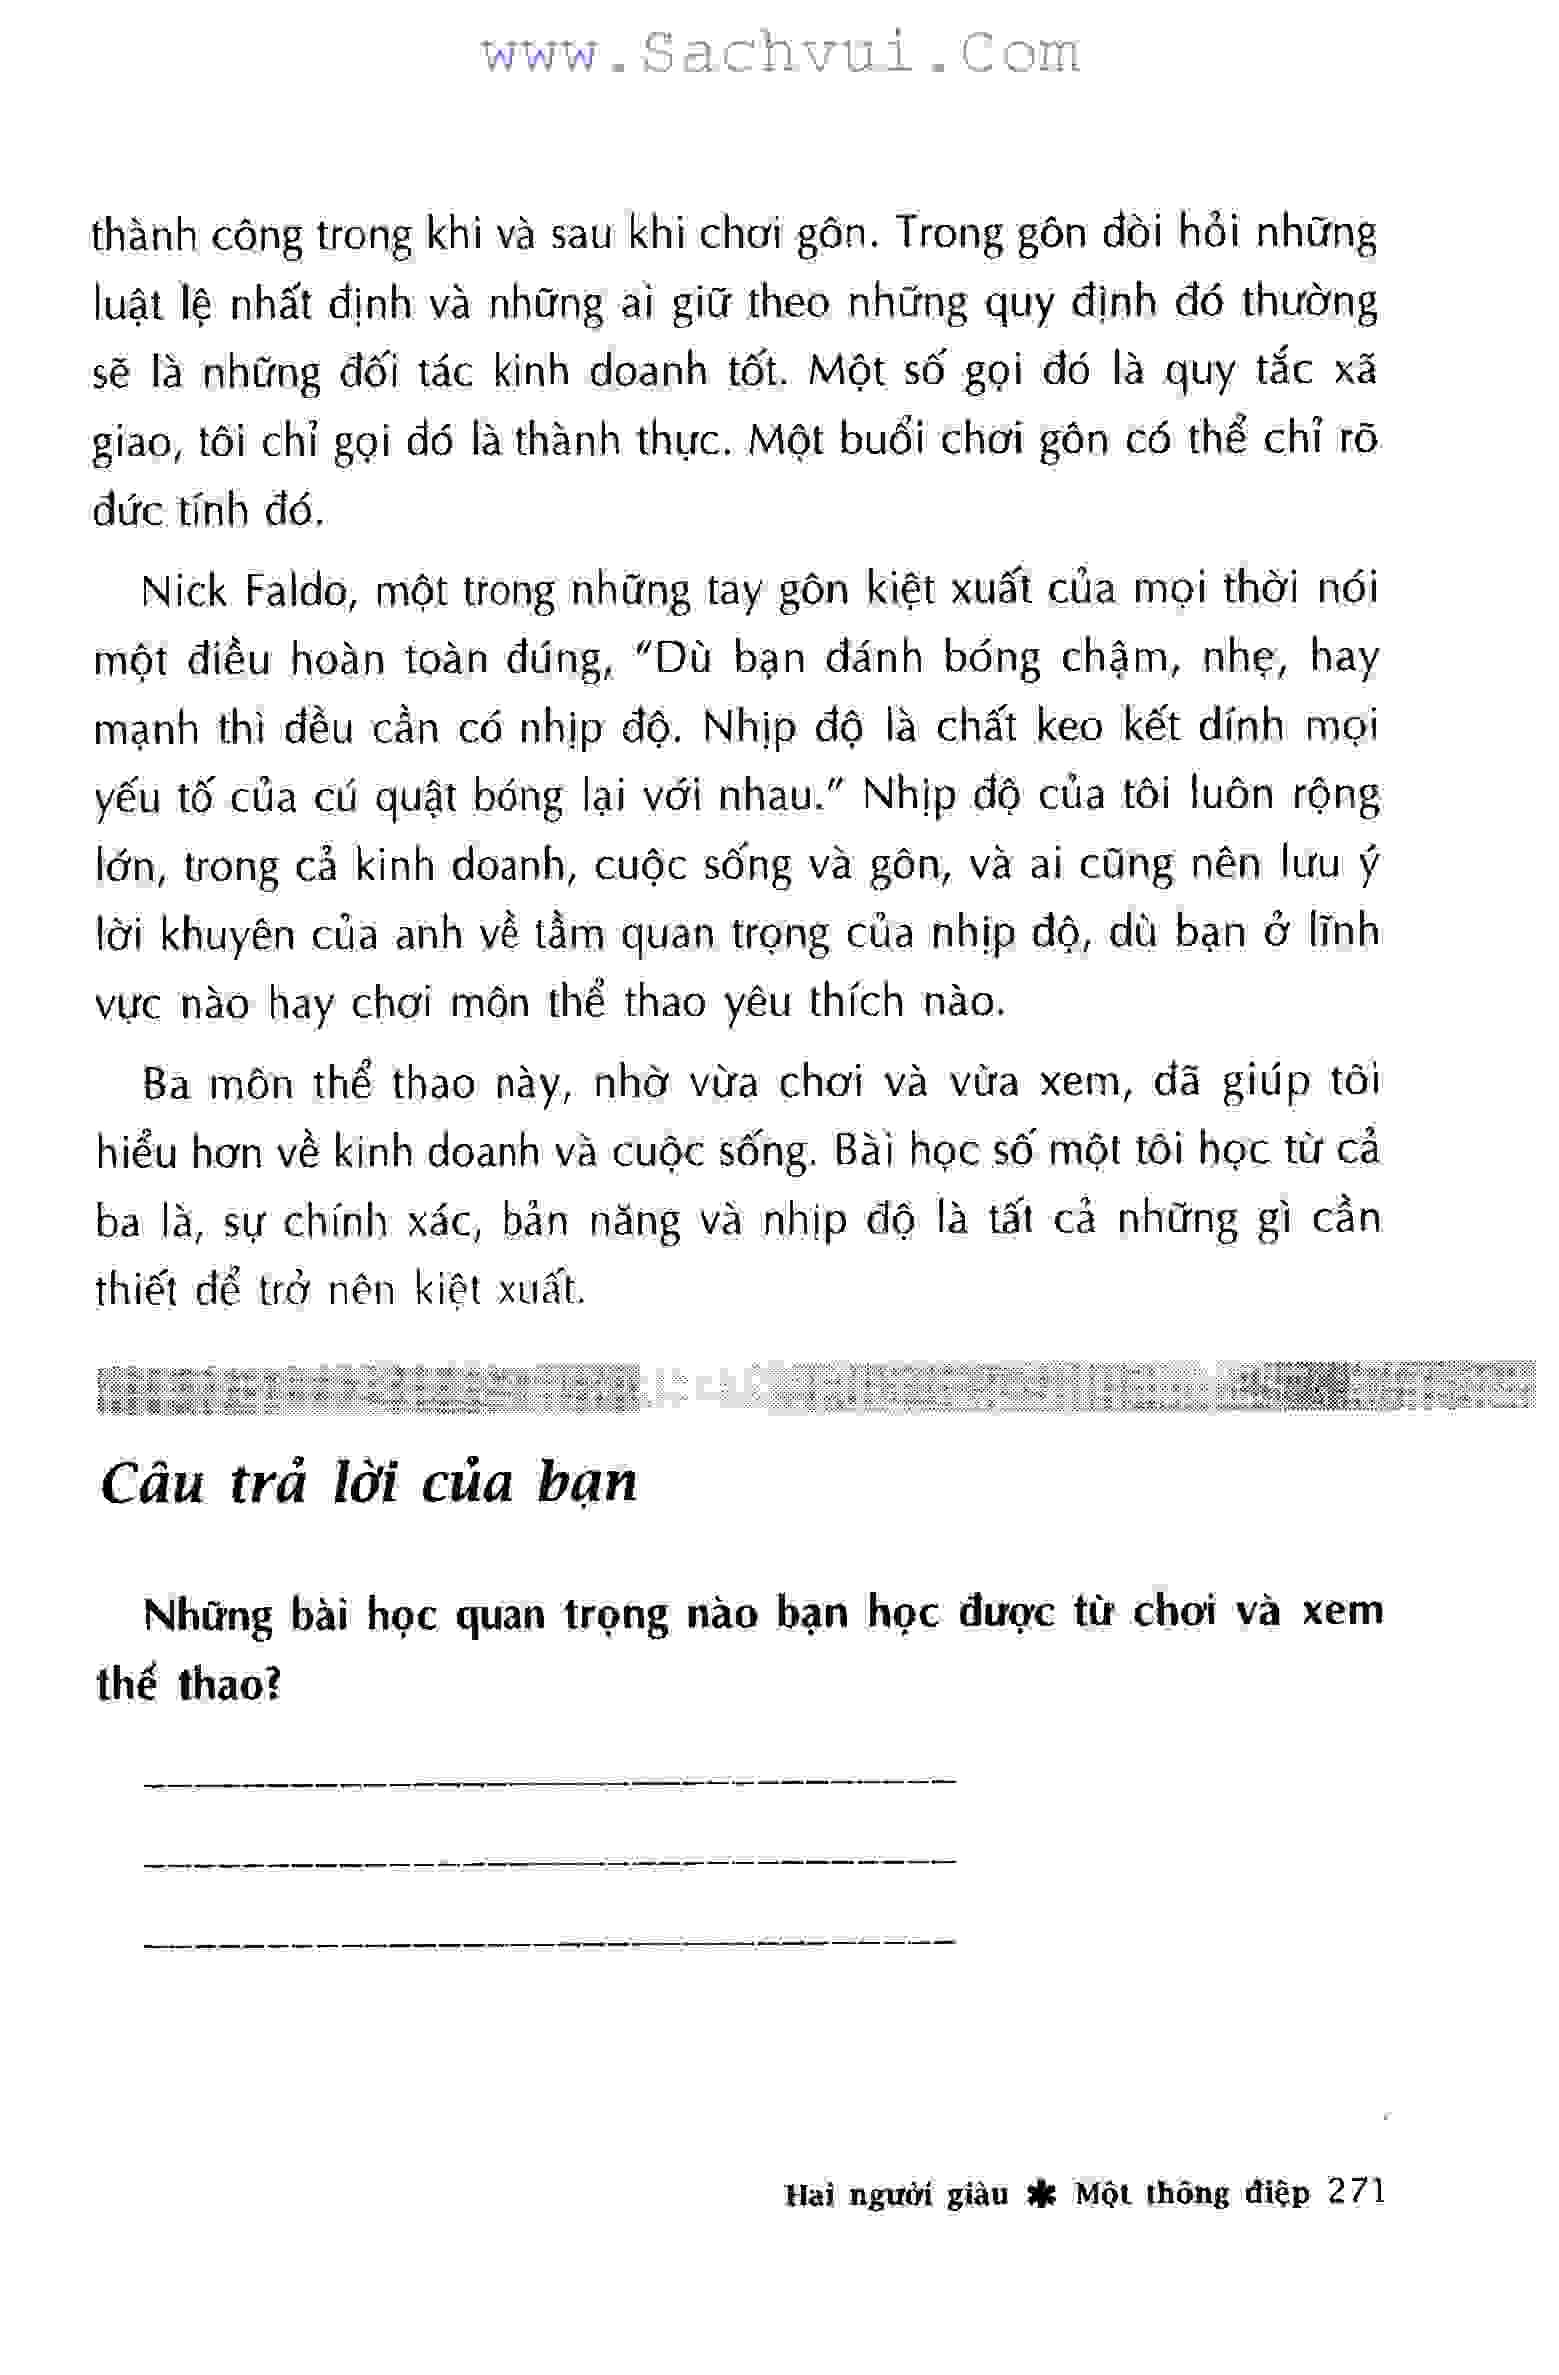 www.Sachvui.Com
thành công trong khi và sau khi chơi gôn. Trong gôn đòi hỏi những
luật lệ nhất định và những ai giữ theo những quy định đó thường
sẽ là những đối tác kinh doanh tốt. Một số gọi đó là quy tắc xã
giao, tôi chỉ gọi đó là thành thực. Một buổi chơi gôn có thể chỉ rõ
đức tính đó.
Nick Faldo, một trong những tay gôn kiệt xuất của mọi thời nói
một điều hoàn toàn đúng, "Dù bạn đánh bóng chậm, nhẹ, hay
mạnh thì đều cần có nhịp độ. Nhịp độ là chất keo kết dính mọi
yếu tố của cú quật bóng lại với nhau." Nhịp độ của tôi luôn rộng
lớn, trong cả kinh doanh, cuộc sống và gôn, và ai cũng nên lưu ý
lời khuyên của anh về tầm quan trọng của nhịp độ, dù bạn ở lĩnh
vực nào hay chơi môn thể thao yêu thích nào.
Ba môn thể thao này, nhờ vừa chơi và vừa xem, đã giúp tôi
hiểu hơn về kinh doanh và cuộc sống. Bài học số một tôi học từ cả
ba là, sự chính xác, bản năng và nhịp độ là tất cả những gì cần
thiết để trở nên kiệt xuất.
Câu trả lời của bạn
Những bài học quan trọng nào bạn học được từ chơi và xem
thể thao?
Hai người giàu ✱ Một thông điệp 271